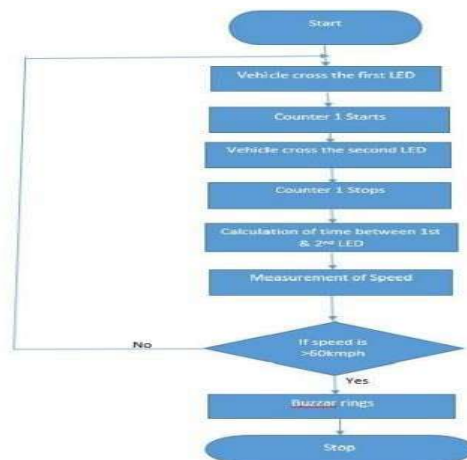 Start
Vehicle cross the first LED
Counter 1 Starts
Vehicle cross the second LED
Counter 1 Stops
Calculation of time between 1st
& 2nd LED
Measurement of Speed
If speed is
>60kmph
No
Yes
Buzzar rings
Stop